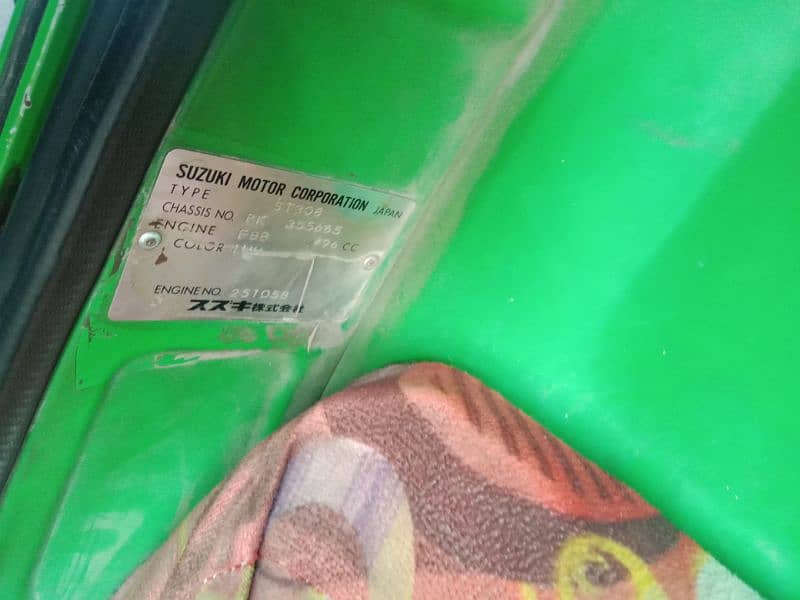 SUZUKI MOTOR CORPORATION JAPAN
TYPE ST308
CHASSIS NO. PK 355685
ENGINE F8B 796 CC
COLOR
ENGINE NO. 251058
スズキ株式会社